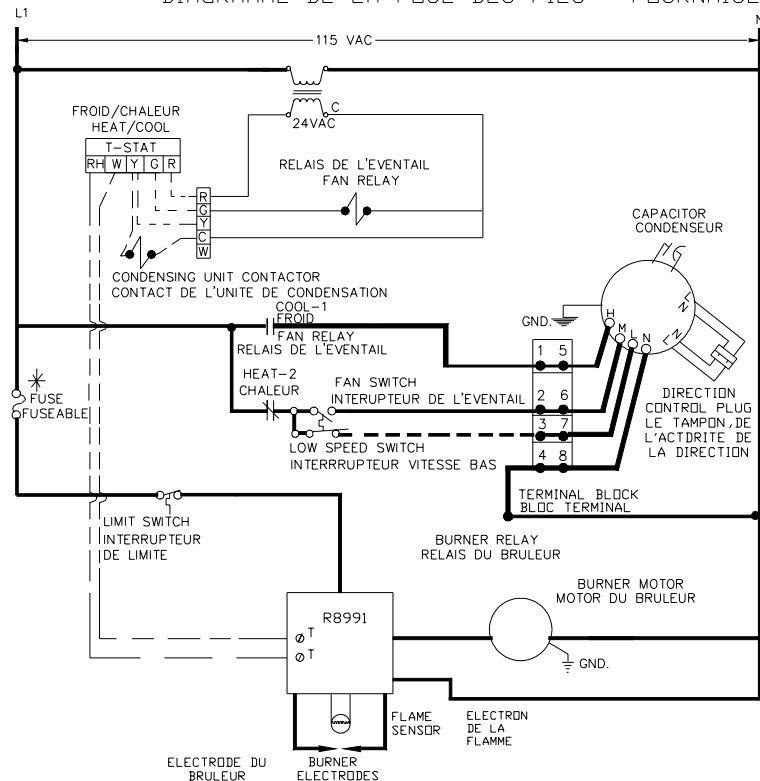 L1
115 VAC
C
24VAC
FROID/CHALEUR
HEAT/COOL
T-STAT
RH W Y G R
RELAIS DE L'EVENTAIL
FAN RELAY
R
G
Y
C
W
CAPACITOR
CONDENSEUR
CONDENSING UNIT CONTACTOR
CONTACT DE L'UNITE DE CONDENSATION
COOL-1
FROID
FAN RELAY
RELAIS DE L'EVENTAIL
GND.
H
M
L
N
N
N
1 5
2 6
3 7
4 8
HEAT-2
CHALEUR
FAN SWITCH
INTERUPTEUR DE L'EVENTAIL
FUSE
FUSEABLE
DIRECTION
CONTROL PLUG
LE TAMPON,DE
L'ACTDRITE DE
LA DIRECTION
LOW SPEED SWITCH
INTERRRUPTEUR VITESSE BAS
TERMINAL BLOCK
BLOC TERMINAL
LIMIT SWITCH
INTERRUPTEUR
DE LIMITE
BURNER RELAY
RELAIS DU BRULEUR
BURNER MOTOR
MOTOR DU BRULEUR
R8991
T
T
GND.
FLAME
SENSOR
ELECTRON
DE LA
FLAMME
ELECTRODE DU
BRULEUR
BURNER
ELECTRODES